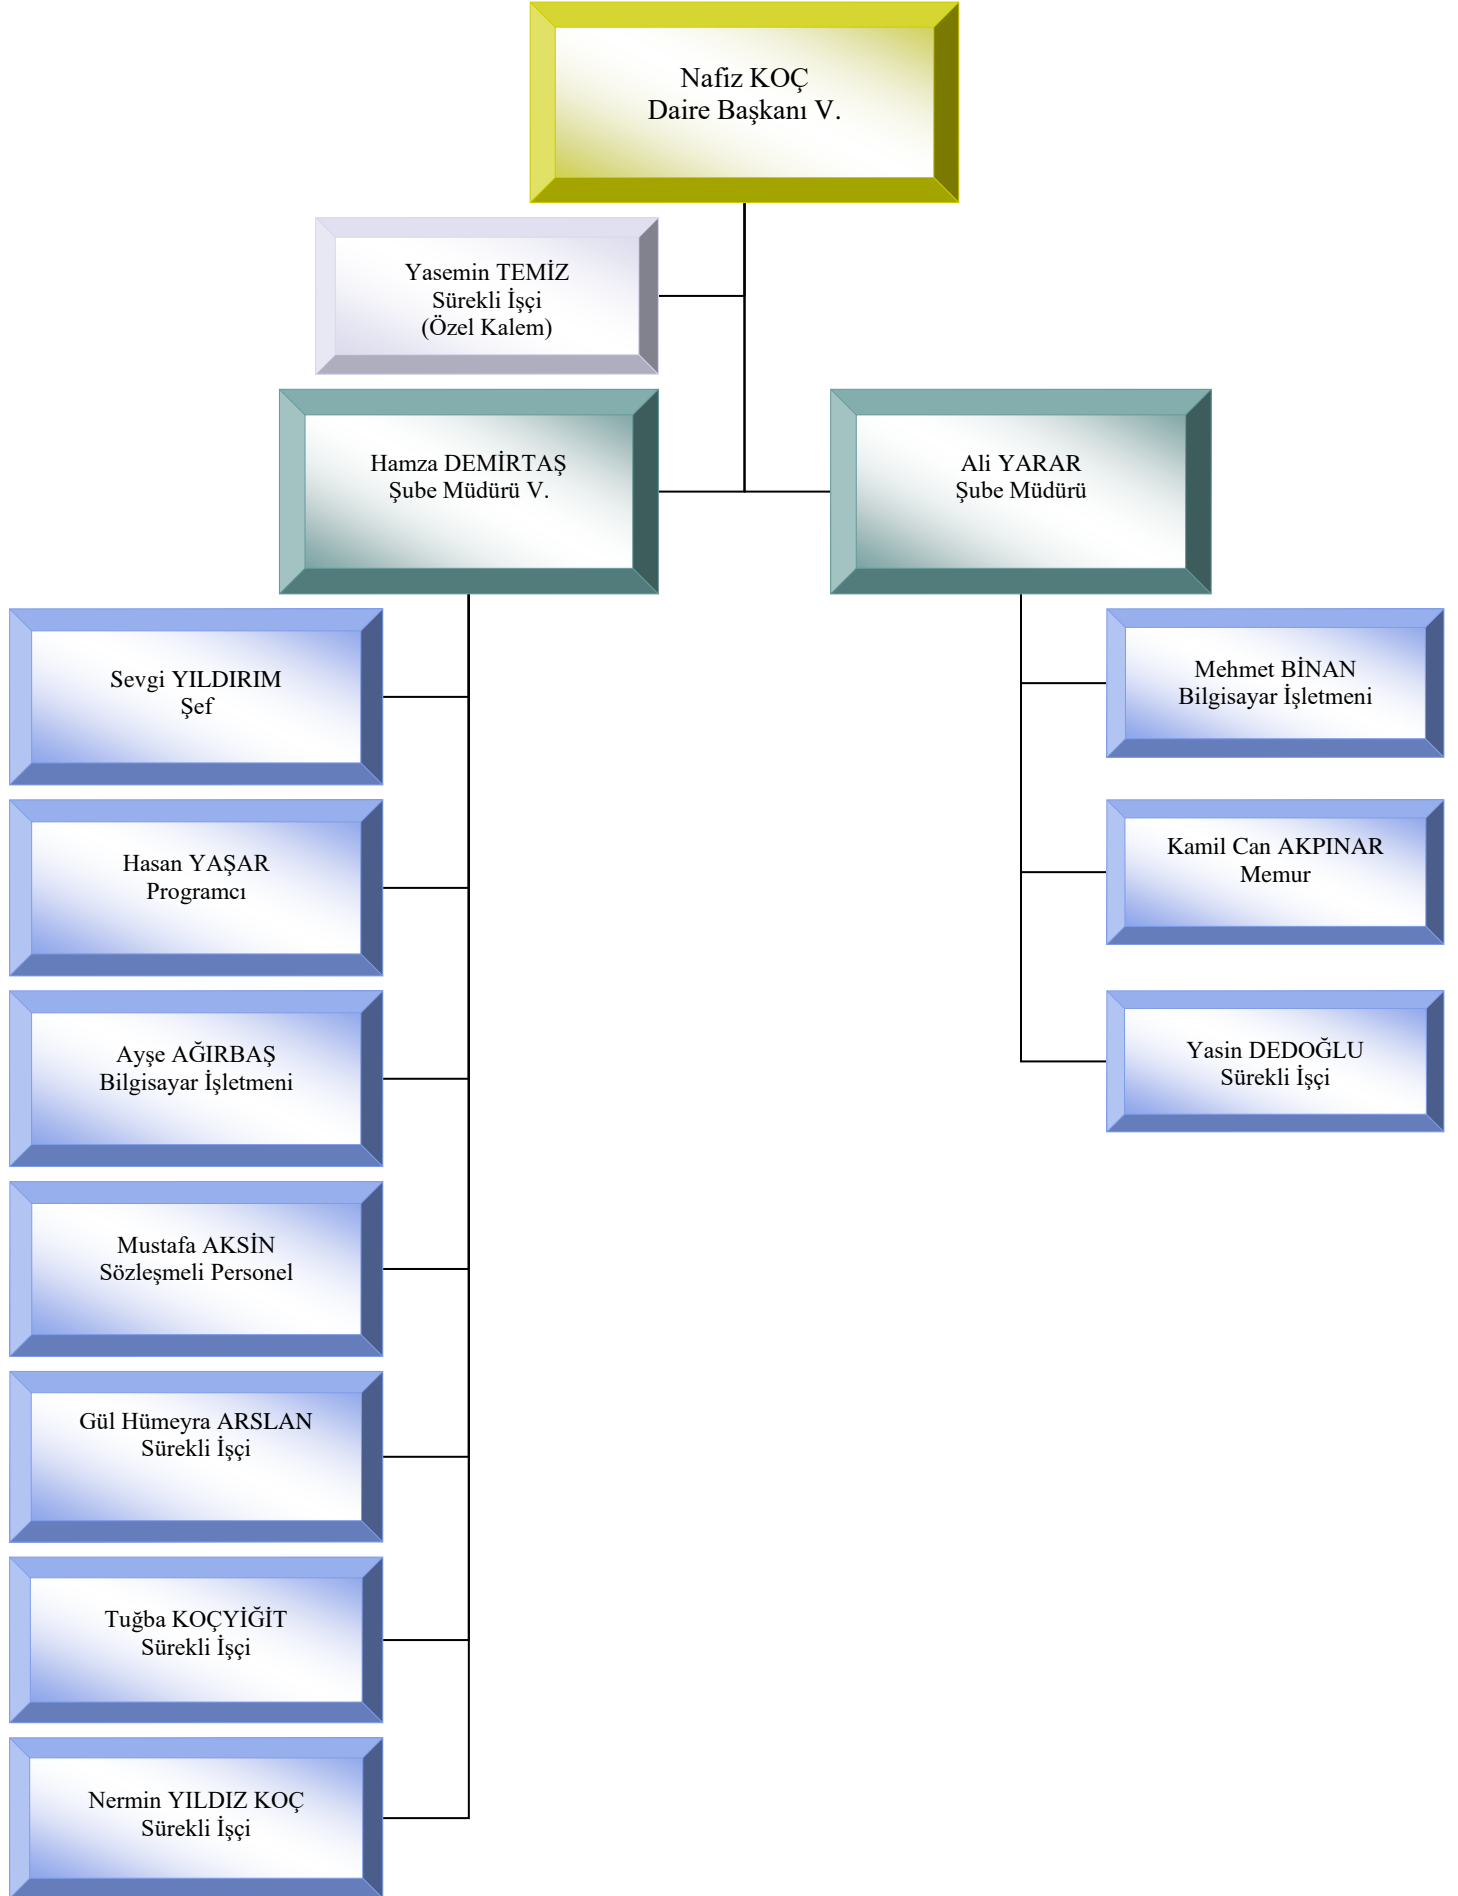 Nafiz KOÇ
Daire Başkanı V.
Yasemin TEMİZ
Sürekli İşçi
(Özel Kalem)
Hamza DEMİRTAŞ
Şube Müdürü V.
Ali YARAR
Şube Müdürü
Sevgi YILDIRIM
Şef
Hasan YAŞAR
Programcı
Ayşe AĞIRBAŞ
Bilgisayar İşletmeni
Mustafa AKSİN
Sözleşmeli Personel
Gül Hümeyra ARSLAN
Sürekli İşçi
Tuğba KOÇYİĞİT
Sürekli İşçi
Nermin YILDIZ KOÇ
Sürekli İşçi
Mehmet BİNAN
Bilgisayar İşletmeni
Kamil Can AKPINAR
Memur
Yasin DEDOĞLU
Sürekli İşçi